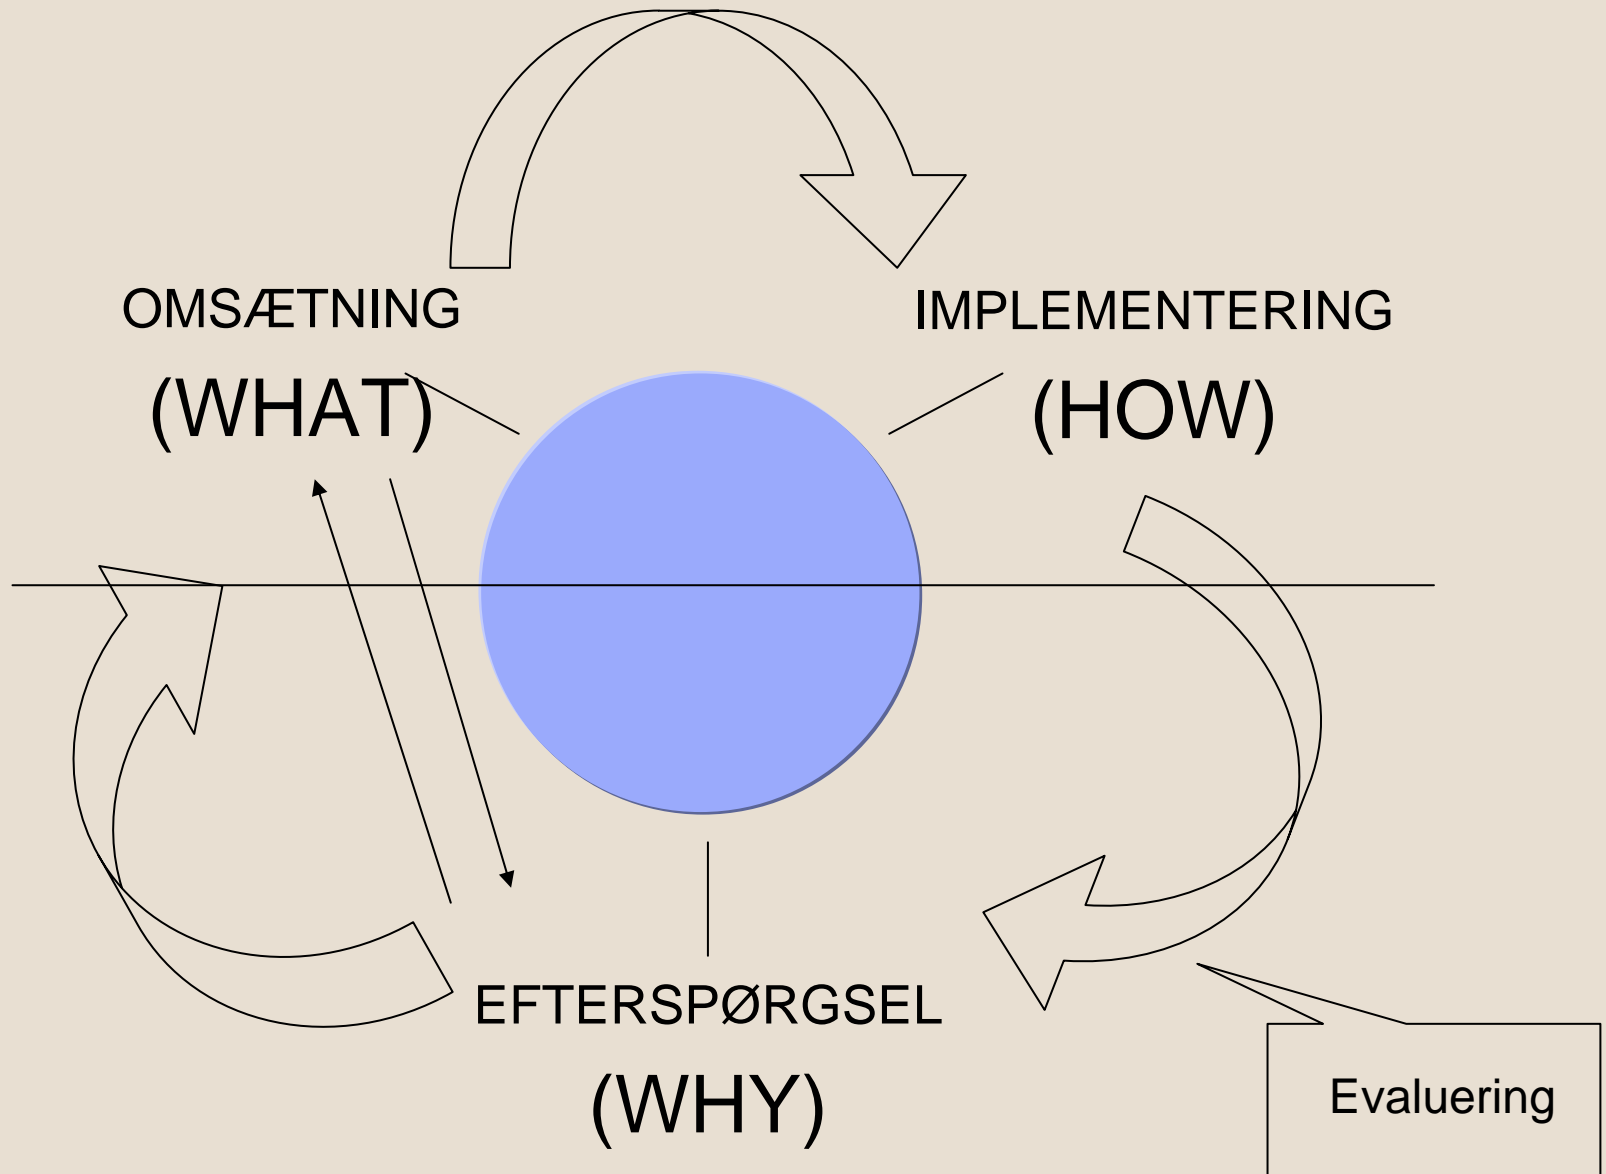 OMSÆTNING
(WHAT)
IMPLEMENTERING
(HOW)
EFTERSPØRGSEL
(WHY)
Evaluering